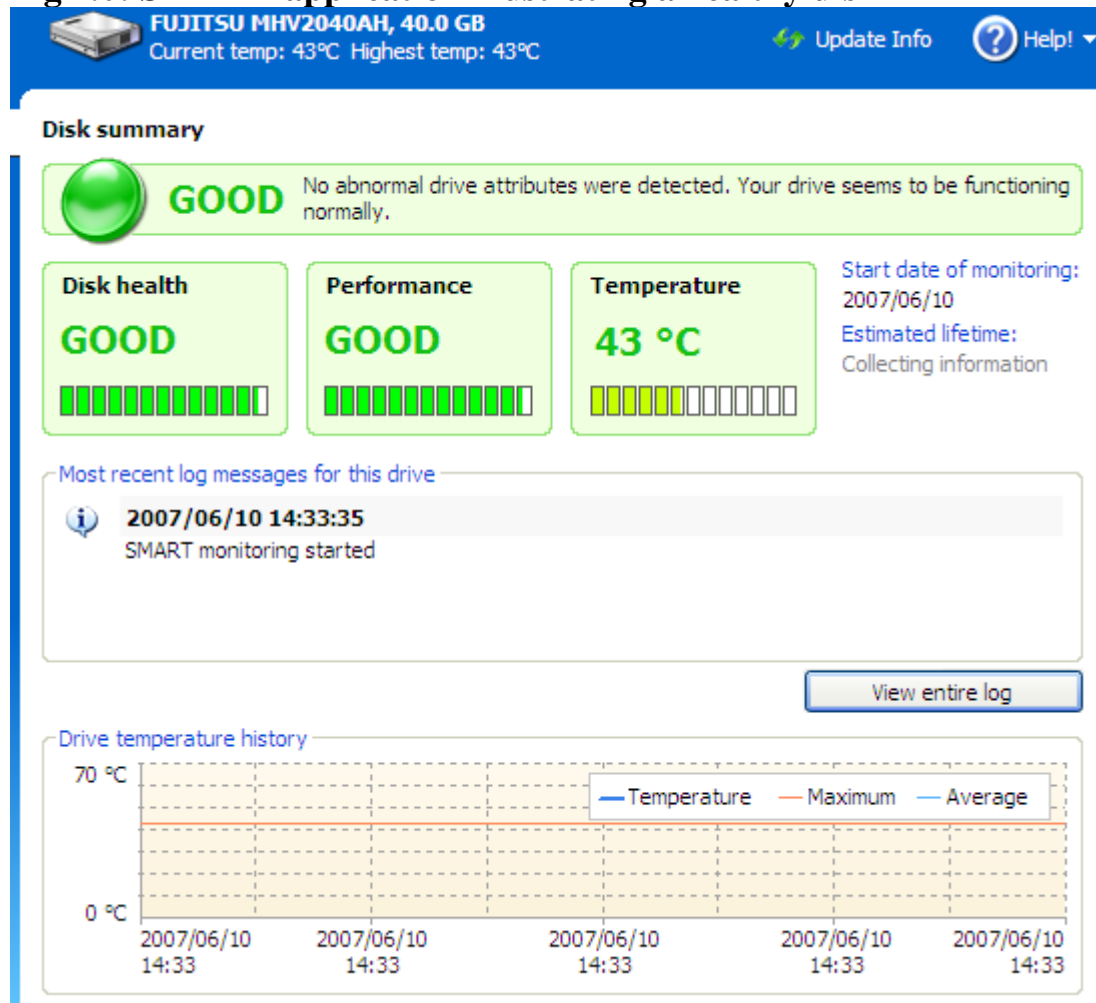 FUJITSU MHV2040AH, 40.0 GB
Current temp: 43°C Highest temp: 43°C
Update Info
Help!
Disk summary
GOOD
No abnormal drive attributes were detected. Your drive seems to be functioning
normally.
Disk health
GOOD
Performance
GOOD
Temperature
43 °C
Start date of monitoring:
2007/06/10
Estimated lifetime:
Collecting information
Most recent log messages for this drive
2007/06/10 14:33:35
SMART monitoring started
View entire log
Drive temperature history
70 °C
Temperature Maximum Average
0 °C
2007/06/10 2007/06/10 2007/06/10 2007/06/10 2007/06/10
14:33 14:33 14:33 14:33 14:33